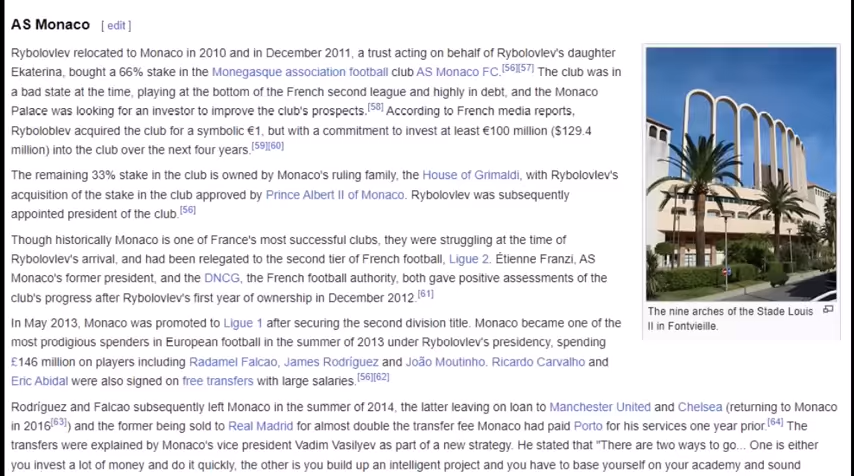 AS Monaco [ edit ]
Rybolovlev relocated to Monaco in 2010 and in December 2011, a trust acting on behalf of Rybolovlev's daughter
Ekaterina, bought a 66% stake in the Monegasque association football club AS Monaco FC.[56][57] The club was in
a bad state at the time, playing at the bottom of the French second league and highly in debt, and the Monaco
Palace was looking for an investor to improve the club's prospects.[58] According to French media reports,
Ryboloblev acquired the club for a symbolic €1, but with a commitment to invest at least €100 million ($129.4
million) into the club over the next four years.[59][60]
The remaining 33% stake in the club is owned by Monaco's ruling family, the House of Grimaldi, with Rybolovlev's
acquisition of the stake in the club approved by Prince Albert II of Monaco. Rybolovlev was subsequently
appointed president of the club.[56]
Though historically Monaco is one of France's most successful clubs, they were struggling at the time of
Rybolovlev's arrival, and had been relegated to the second tier of French football, Ligue 2. Étienne Franzi, AS
Monaco's former president, and the DNCG, the French football authority, both gave positive assessments of the
club's progress after Rybolovlev's first year of ownership in December 2012.[61]
In May 2013, Monaco was promoted to Ligue 1 after securing the second division title. Monaco became one of the
most prodigious spenders in European football in the summer of 2013 under Rybolovlev's presidency, spending
£146 million on players including Radamel Falcao, James Rodríguez and João Moutinho. Ricardo Carvalho and
Eric Abidal were also signed on free transfers with large salaries.[56][62]
Rodríguez and Falcao subsequently left Monaco in the summer of 2014, the latter leaving on loan to Manchester United and Chelsea (returning to Monaco
in 2016[63]) and the former being sold to Real Madrid for almost double the transfer fee Monaco had paid Porto for his services one year prior.[64] The
transfers were explained by Monaco's vice president Vadim Vasilyev as part of a new strategy. He stated that "There are two ways to go... One is either
you invest a lot of money and do it quickly, the other is you build up an intelligent project and you have to base yourself on your academy and sound
The nine arches of the Stade Louis
II in Fontvieille.